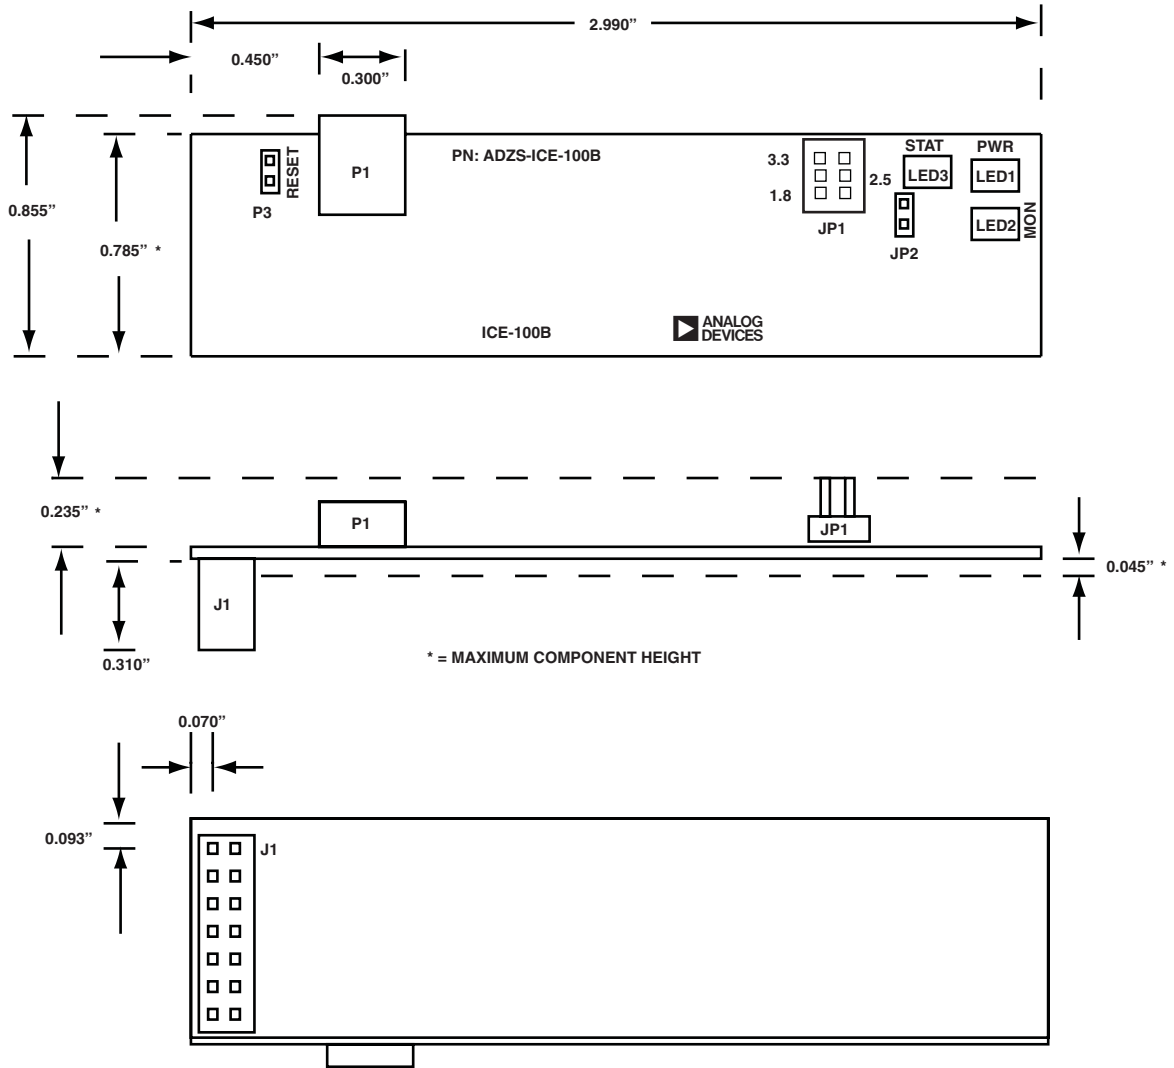 2.990”
0.450”
0.300”
STAT
PWR
PN: ADZS-ICE-100B
3.3
RESET
P1
2.5
LED3
LED1
1.8
P3
0.855”
JP1
LED2
MON
0.785” *
JP2
ANALOG
DEVICES
ICE-100B
0.235” *
P1
JP1
0.045” *
J1
0.310”
* = MAXIMUM COMPONENT HEIGHT
0.070”
0.093”
J1